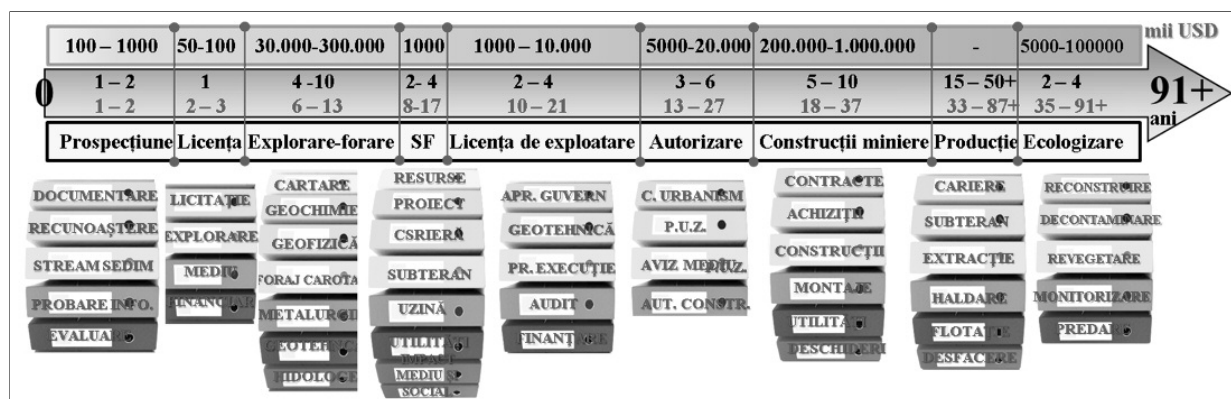 100 – 1000 50-100 30.000-300.000 1000 1000 – 10.000 5000-20.000 200.000-1.000.000 - 5000-100000 mii USD
0 1 – 2 1 4 -10 2- 4 2 – 4 3 – 6 5 – 10 15 – 50+ 2 – 4 91+
1 – 2 2 – 3 6 – 13 8-17 10 – 21 13 – 27 18 – 37 33 – 87+ 35 – 91+ ani
Prospecțiune Licența Explorare-forare SF Licența de exploatare Autorizare Construcții miniere Producție Ecologizare
DOCUMENTARE
RECUNOAȘTERE
STREAM SEDIM
PROBARE INFO.
EVALUARE
LICITAȚIE
EXPLORARE
MEDIU
FINANCIAR
CARTARE
GEOCHIMIE
GEOFIZICĂ
FORAJ CAROTA
METALURGIE
GEOTEHNICĂ
HIDOLOGE
RESURSE
PROIECT
CSRIERĂ
SUBTERAN
UZINĂ
UTILITĂȚI
IMPACT
MEDIU ȘI
SOCIAL
APR. GUVERN
GEOTEHNICĂ
PR. EXECUȚIE
AUDIT
FINANȚARE
C. URBANISM
P.U.Z.
AVIZ MEDIU P.U.Z.
AUT. CONSTR.
CONTRACTE
ACHIZIȚII
CONSTRUCȚII
MONTAJE
UTILITĂȚI
DESCHIDERI
CARIERE
SUBTERAN
EXTRACȚIE
HALDARE
FLOTAȚIE
DESFACERE
RECONSTRUIRE
DECONTAMINARE
REVEGETARE
MONITORIZARE
PREDARE